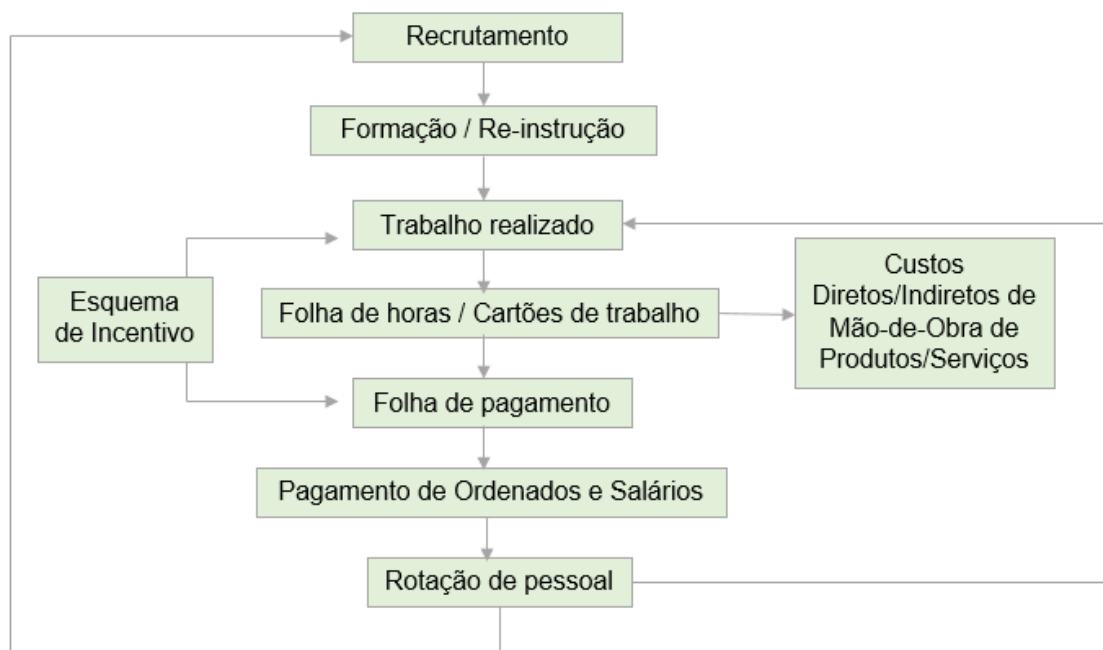 Recrutamento
Formação / Re-instrução
Trabalho realizado
Esquema
de Incentivo
Folha de horas / Cartões de trabalho
Custos
Diretos/Indiretos de
Mão-de-Obra de
Produtos/Serviços
Folha de pagamento
Pagamento de Ordenados e Salários
Rotação de pessoal